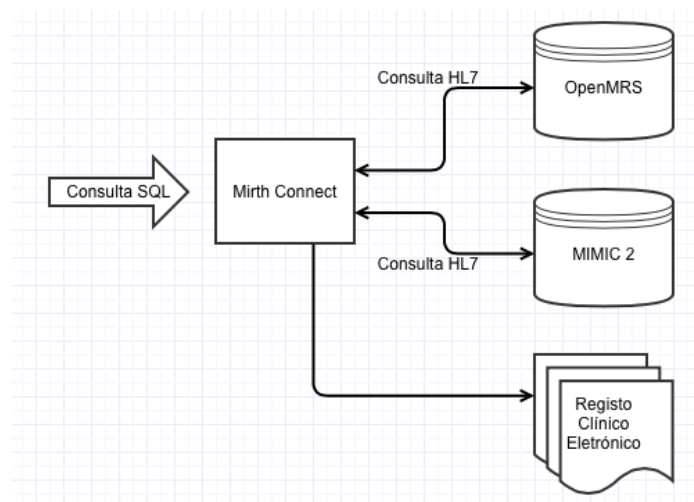 Consulta HL7
OpenMRS
Consulta SQL
Mirth Connect
MIMIC 2
Consulta HL7
Registo
Clínico
Eletrónico